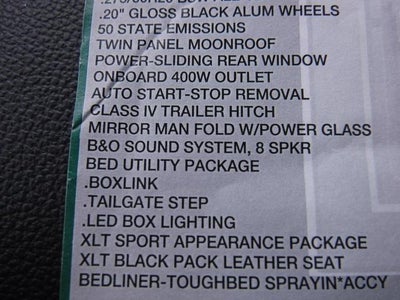 .20" GLOSS BLACK ALUM WHEELS
50 STATE EMISSIONS
TWIN PANEL MOONROOF
POWER-SLIDING REAR WINDOW
ONBOARD 400W OUTLET
AUTO START-STOP REMOVAL
CLASS IV TRAILER HITCH
MIRROR MAN FOLD W/POWER GLASS
B&O SOUND SYSTEM, 8 SPKR
BED UTILITY PACKAGE
.BOXLINK
.TAILGATE STEP
.LED BOX LIGHTING
XLT SPORT APPEARANCE PACKAGE
XLT BLACK PACK LEATHER SEAT
BEDLINER-TOUGHBED SPRAYIN*ACCY